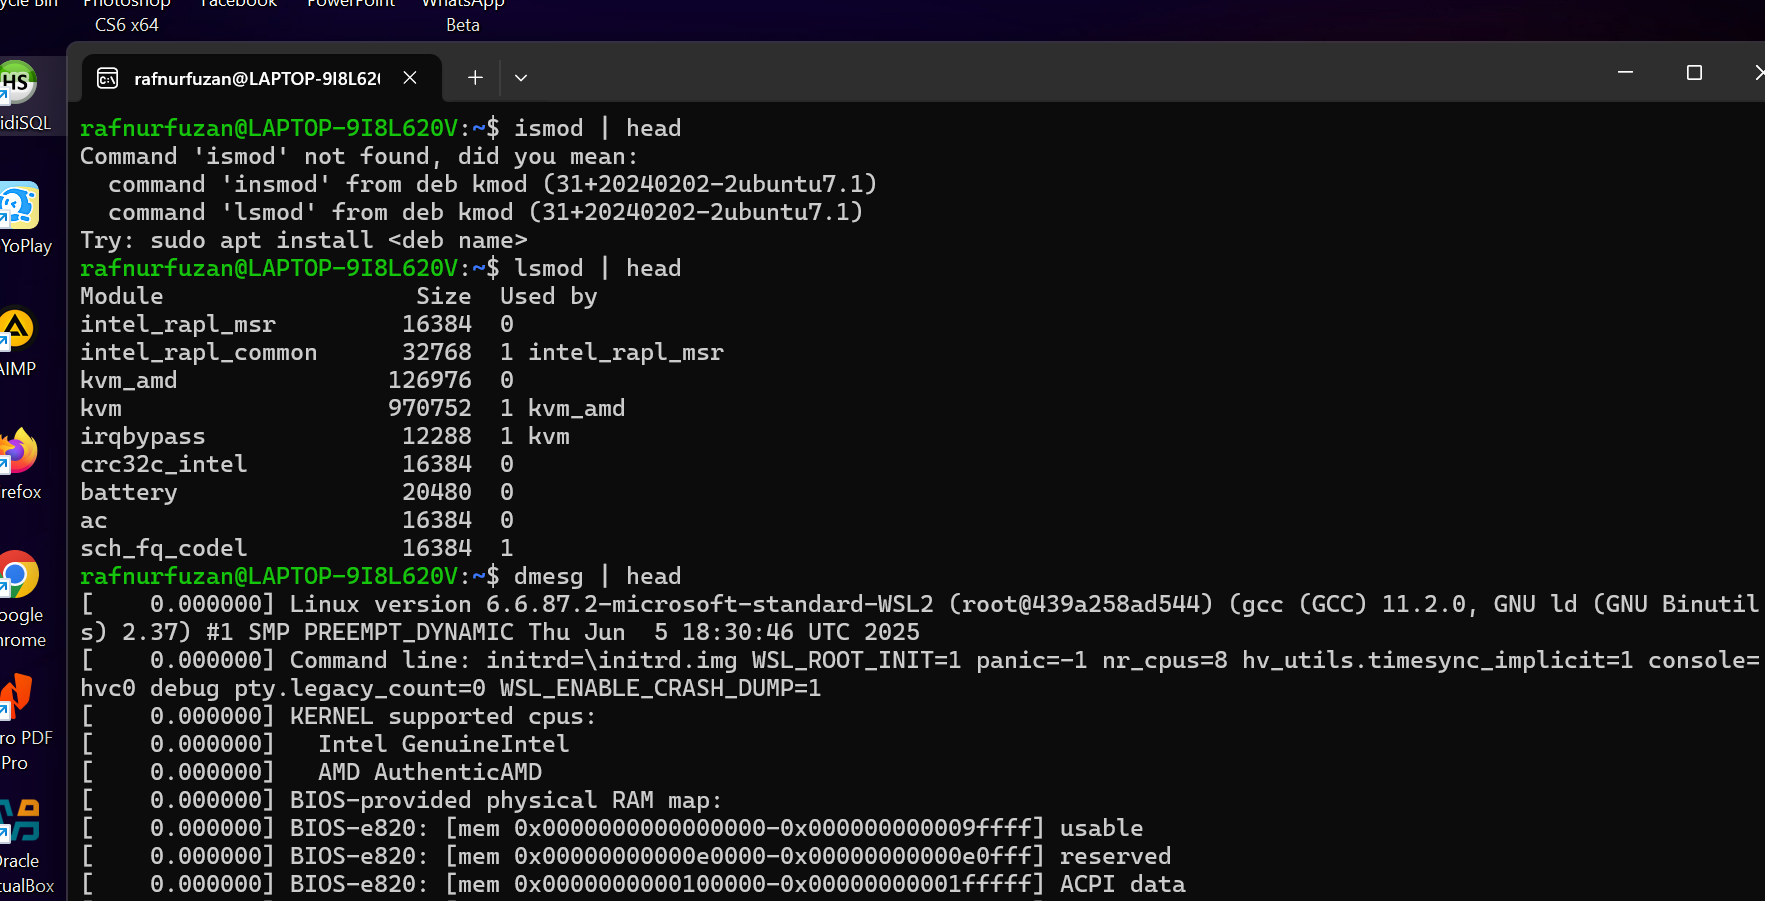 Photoshop
Facebook
PowerPoint
WhatsApp
CS6 x64
Beta
rafnurfuzan@LAPTOP-9I8L62
HS
idiSQL
YoPlay
AIMP
refox
oogle
hrome
ro PDF
Pro
Oracle
tualBox
rafnurfuzan@LAPTOP-9I8L620V:~$ ismod | head
Command 'ismod' not found, did you mean:
  command 'insmod' from deb kmod (31+20240202-2ubuntu7.1)
  command 'lsmod' from deb kmod (31+20240202-2ubuntu7.1)
Try: sudo apt install <deb name>
rafnurfuzan@LAPTOP-9I8L620V:~$ lsmod | head
Module                  Size  Used by
intel_rapl_msr         16384  0
intel_rapl_common      32768  1 intel_rapl_msr
kvm_amd               126976  0
kvm                   970752  1 kvm_amd
irqbypass              12288  1 kvm
crc32c_intel           16384  0
battery                20480  0
ac                     16384  0
sch_fq_codel           16384  1
rafnurfuzan@LAPTOP-9I8L620V:~$ dmesg | head
[    0.000000] Linux version 6.6.87.2-microsoft-standard-WSL2 (root@439a258ad544) (gcc (GCC) 11.2.0, GNU ld (GNU Binutil
s) 2.37) #1 SMP PREEMPT_DYNAMIC Thu Jun  5 18:30:46 UTC 2025
[    0.000000] Command line: initrd=\initrd.img WSL_ROOT_INIT=1 panic=-1 nr_cpus=8 hv_utils.timesync_implicit=1 console=
hvc0 debug pty.legacy_count=0 WSL_ENABLE_CRASH_DUMP=1
[    0.000000] KERNEL supported cpus:
[    0.000000]   Intel GenuineIntel
[    0.000000]   AMD AuthenticAMD
[    0.000000] BIOS-provided physical RAM map:
[    0.000000] BIOS-e820: [mem 0x0000000000000000-0x000000000009ffff] usable
[    0.000000] BIOS-e820: [mem 0x00000000000e0000-0x00000000000e0fff] reserved
[    0.000000] BIOS-e820: [mem 0x0000000000100000-0x00000000001fffff] ACPI data